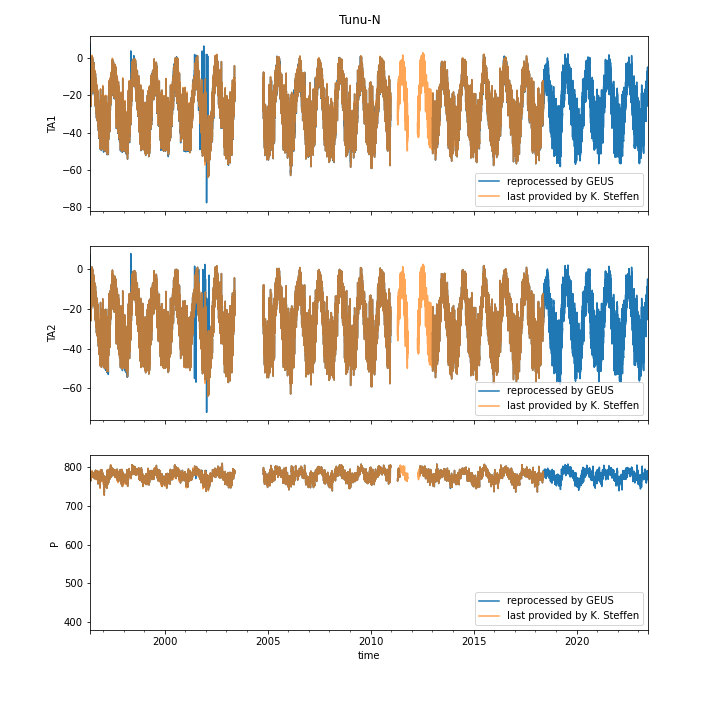 Tunu-N
0
−20
−40
−60
−80
TA1
reprocessed by GEUS
last provided by K. Steffen
0
−20
−40
−60
TA2
reprocessed by GEUS
last provided by K. Steffen
800
700
600
500
400
P
reprocessed by GEUS
last provided by K. Steffen
2000 2005 2010 2015 2020
time